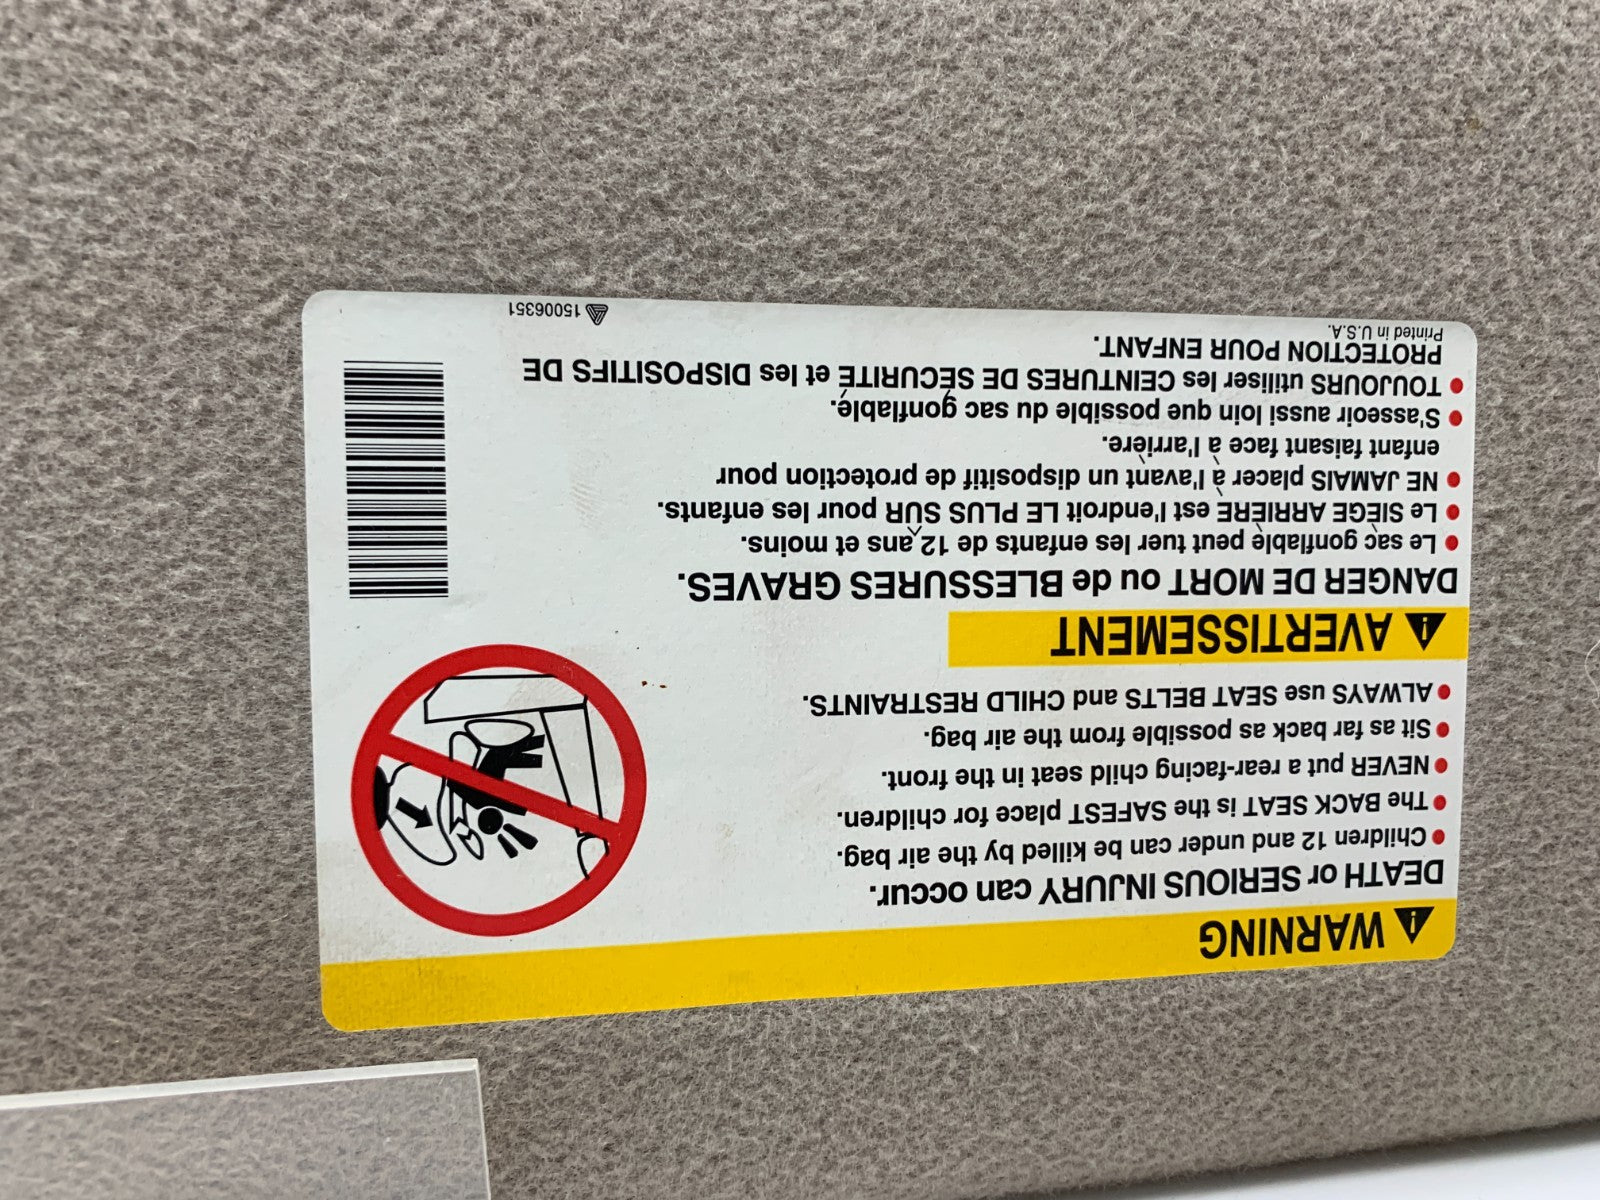 WARNING
DEATH or SERIOUS INJURY can occur.
• Children 12 and under can be killed by the air bag.
• The BACK SEAT is the SAFEST place for children.
• NEVER put a rear-facing child seat in the front.
• Sit as far back as possible from the air bag.
• ALWAYS use SEAT BELTS and CHILD RESTRAINTS.
AVERTISSEMENT
DANGER DE MORT ou de BLESSURES GRAVES.
• Le sac gonflable peut tuer les enfants de 12 ans et moins.
• Le SIÈGE ARRIÈRE est l'endroit LE PLUS SÛR pour les enfants.
• NE JAMAIS placer à l'avant un dispositif de protection pour
enfant faisant face à l'arrière.
• S'asseoir aussi loin que possible du sac gonflable.
• TOUJOURS utiliser les CEINTURES DE SÉCURITÉ et les DISPOSITIFS DE
PROTECTION POUR ENFANT.
Printed in U.S.A.
15006351